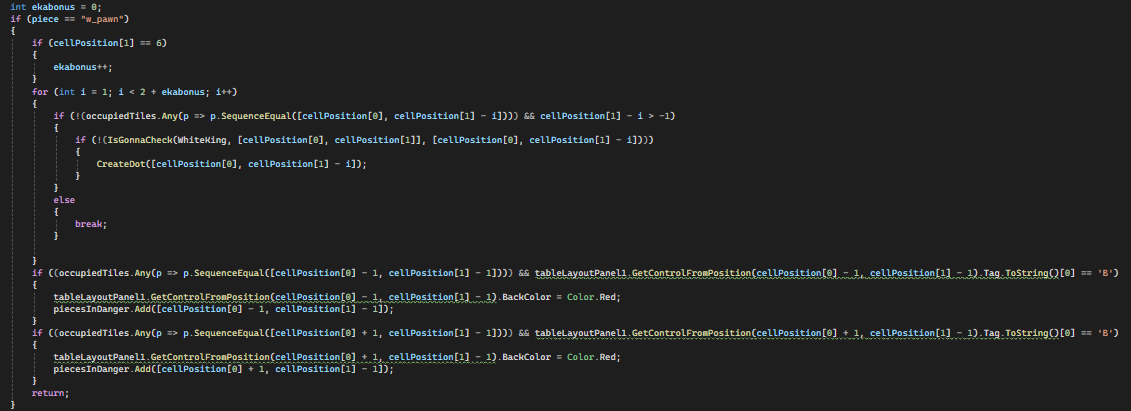 int ekabonus = 0;
if (piece == "w_pawn")
{
if (cellPosition[1] == 6)
{
ekabonus++;
}
for (int i = 1; i < 2 + ekabonus; i++)
{
if (!(occupiedTiles.Any(p => p.SequenceEqual([cellPosition[0], cellPosition[1] - i]))) && cellPosition[1] - i > -1)
{
if (!(IsGonnaCheck(WhiteKing, [cellPosition[0], cellPosition[1]], [cellPosition[0], cellPosition[1] - i])))
{
CreateDot([cellPosition[0], cellPosition[1] - i]);
}
}
else
{
break;
}
}
if ((occupiedTiles.Any(p => p.SequenceEqual([cellPosition[0] - 1, cellPosition[1] - 1]))) && tableLayoutPanel1.GetControlFromPosition(cellPosition[0] - 1, cellPosition[1] - 1).Tag.ToString()[0] == 'B')
{
tableLayoutPanel1.GetControlFromPosition(cellPosition[0] - 1, cellPosition[1] - 1).BackColor = Color.Red;
piecesInDanger.Add([cellPosition[0] - 1, cellPosition[1] - 1]);
}
if ((occupiedTiles.Any(p => p.SequenceEqual([cellPosition[0] + 1, cellPosition[1] - 1]))) && tableLayoutPanel1.GetControlFromPosition(cellPosition[0] + 1, cellPosition[1] - 1).Tag.ToString()[0] == 'B')
{
tableLayoutPanel1.GetControlFromPosition(cellPosition[0] + 1, cellPosition[1] - 1).BackColor = Color.Red;
piecesInDanger.Add([cellPosition[0] + 1, cellPosition[1] - 1]);
}
return;
}